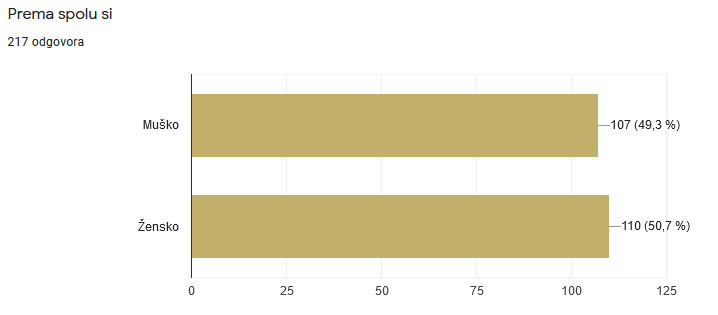 Prema spolu si
217 odgovora
Muško
107 (49,3 %)
Žensko
110 (50,7 %)
0 25 50 75 100 125